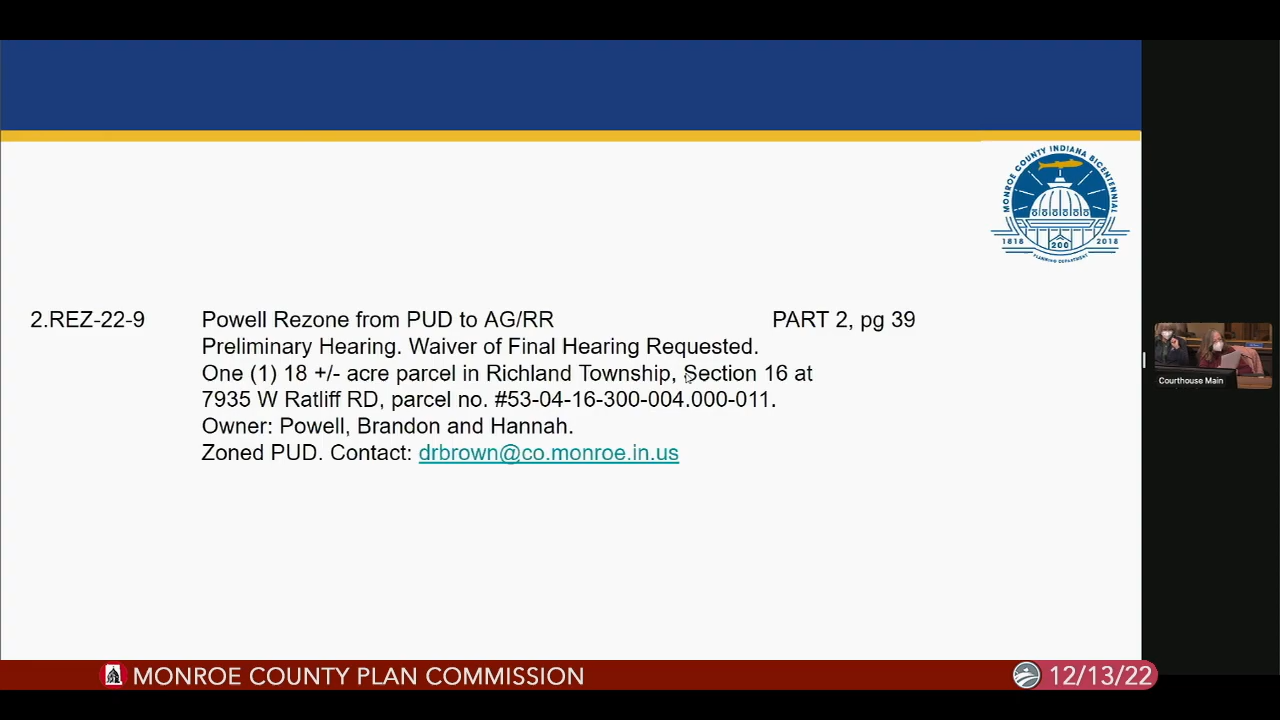 MONROE COUNTY INDIANA BICENTENNIAL
1818 200 2018
PLANNING DEPARTMENT
2.REZ-22-9 Powell Rezone from PUD to AG/RR PART 2, pg 39
Preliminary Hearing. Waiver of Final Hearing Requested.
One (1) 18 +/- acre parcel in Richland Township, Section 16 at
7935 W Ratliff RD, parcel no. #53-04-16-300-004.000-011.
Owner: Powell, Brandon and Hannah.
Zoned PUD. Contact: drbrown@co.monroe.in.us
Courthouse Main
MONROE COUNTY PLAN COMMISSION 12/13/22